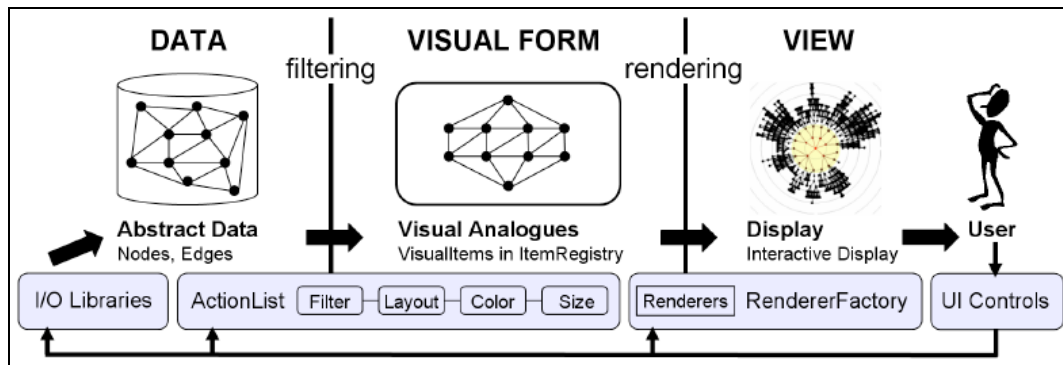 DATA
VISUAL FORM
VIEW
filtering
rendering
Abstract Data
Nodes, Edges
Visual Analogues
VisualItems in ItemRegistry
Display
Interactive Display
User
I/O Libraries
ActionList
Filter
Layout
Color
Size
Renderers
RendererFactory
UI Controls